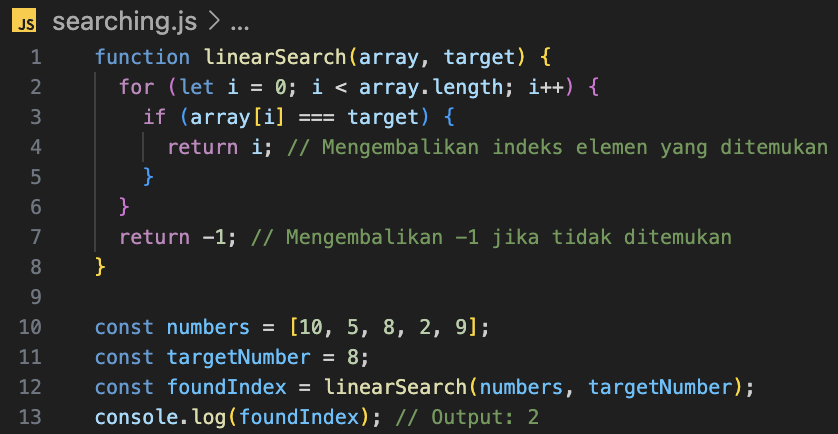 JS searching.js > ...
1 function linearSearch(array, target) {
2 for (let i = 0; i < array.length; i++) {
3 if (array[i] === target) {
4 return i; // Mengembalikan indeks elemen yang ditemukan
5 }
6 }
7 return -1; // Mengembalikan -1 jika tidak ditemukan
8 }
9
10 const numbers = [10, 5, 8, 2, 9];
11 const targetNumber = 8;
12 const foundIndex = linearSearch(numbers, targetNumber);
13 console.log(foundIndex); // Output: 2